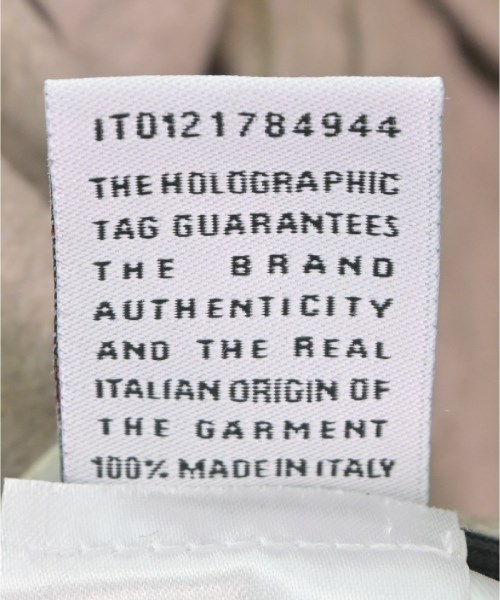 IT0121784944
THE HOLOGRAPHIC
TAG GUARANTEES
THE BRAND
AUTHENTICITY
AND THE REAL
ITALIAN ORIGIN OF
THE GARMENT
100% MADE IN ITALY